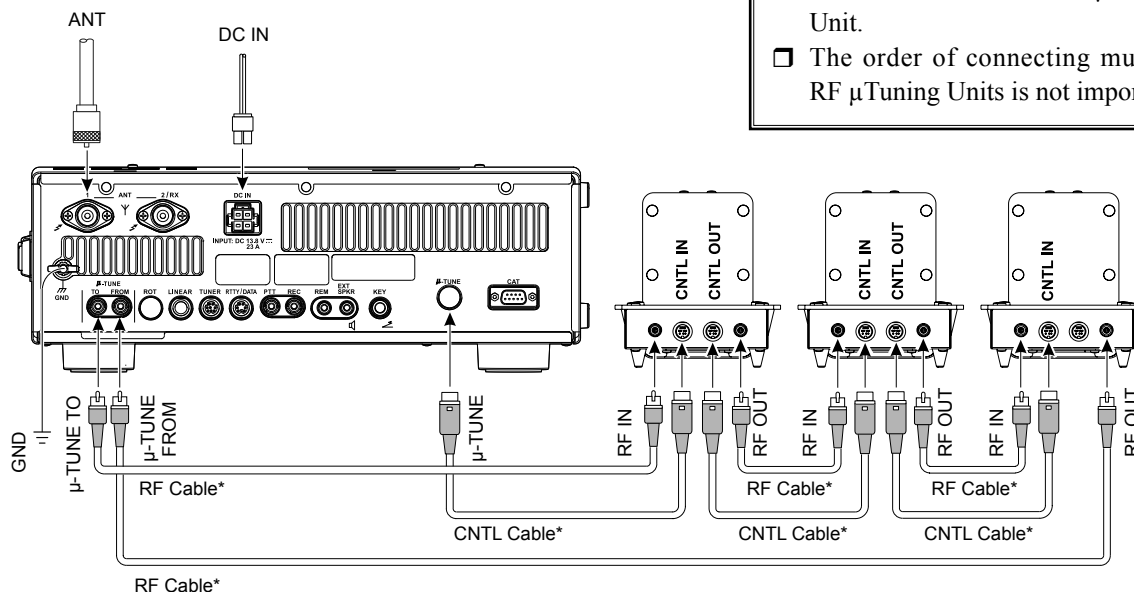 Unit.
❒ The order of connecting
RF µTuning Units is not
ANT
DC IN
1 ANT 2/RX
DC IN
INPUT: DC 13.8 V
23 A
GND
µ-TUNE
TO FROM
ROT LINEAR TUNER RTTY/DATA PTT REC REM EXT SPKR KEY
µ-TUNE
CAT
CNTL IN
CNTL OUT
CNTL IN
CNTL OUT
CNTL IN
GND
µ-TUNE TO
µ-TUNE
FROM
µ-TUNE
RF IN
RF OUT
RF IN
RF OUT
RF IN
RF OUT
RF Cable*
RF Cable*
RF Cable*
CNTL Cable*
CNTL Cable*
CNTL Cable*
RF Cable*